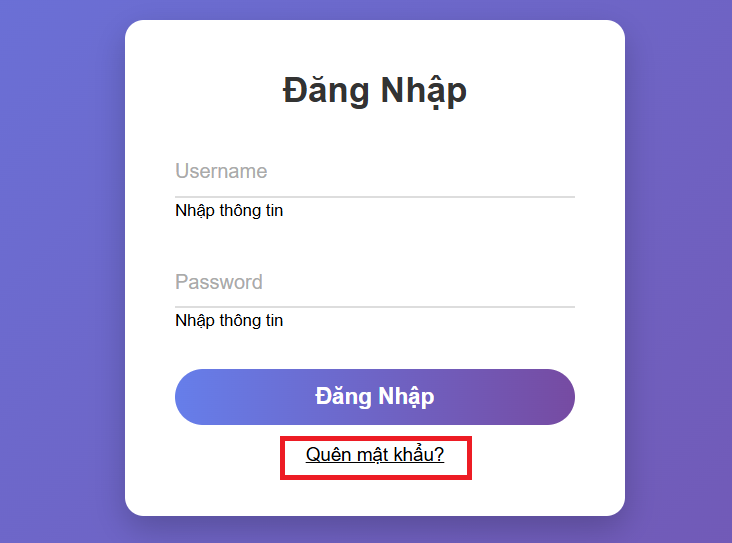 Đăng Nhập
Username
Nhập thông tin
Password
Nhập thông tin
Đăng Nhập
Quên mật khẩu?